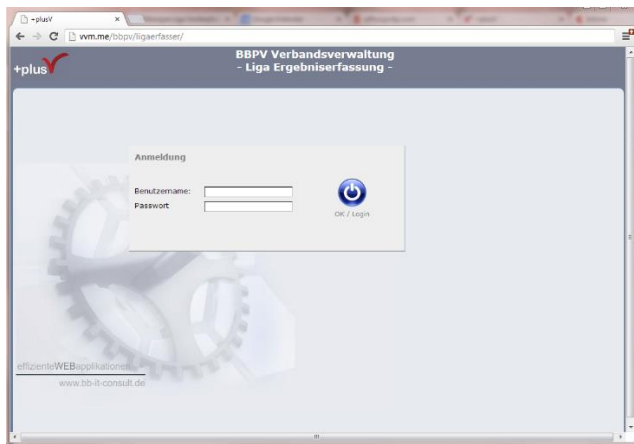 +plusV
vvm.me/bbpv/ligaerfasser/
+plusV
BBPV Verbandsverwaltung
- Liga Ergebniserfassung -
Anmeldung
Benutzername:
Passwort
OK / Login
effizienteWEBapplikationen
www.bb-it-consult.de